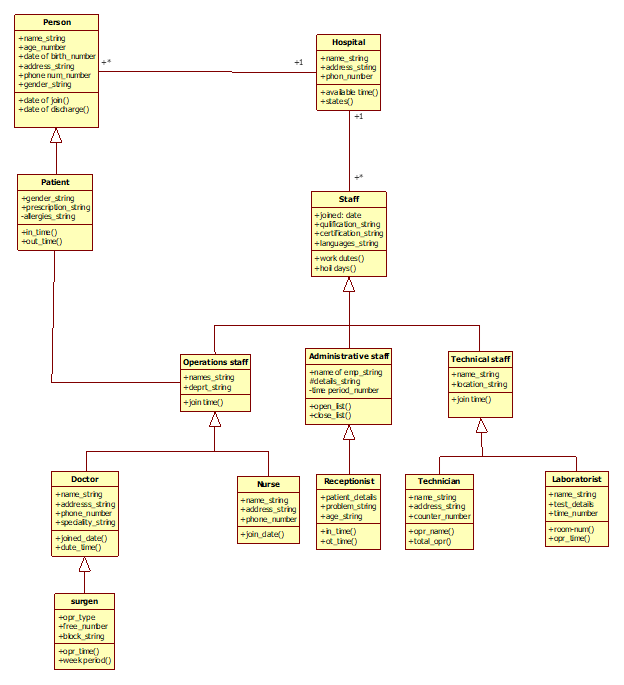 Person
+name_string
+age_number
+date of birth_number
+address_string
+phone num_number
+gender_string
+date of join()
+date of discharge()
+*
+1
Hospital
+name_string
+address_string
+phon_number
+available time()
+states()
+1
+*
Patient
+gender_string
+prescription_string
-allergies_string
+in_time()
+out_time()
Staff
+joined: date
+qulification_string
+certification_string
+languages_string
+work dutes()
+hoil days()
Operations staff
+names_string
+deprt_string
+join time()
Administrative staff
+name of emp_string
#details_string
-time period_number
+open_list()
+close_list()
Technical staff
+name_string
+location_string
+join time()
Doctor
+name_string
+addresss_string
+phone_number
+speciality_string
+joined_date()
+dute_time()
Nurse
+name_string
+address_string
+phone_number
+join_date()
Receptionist
+patient_details
+problem_string
+age_string
+in_time()
+ot_time()
Technician
+name_string
+address_string
+counter_number
+opr_name()
+total_opr()
Laboratorist
+name_string
+test_details
+time_number
+room-num()
+opr_time()
surgen
+opr_type
+free_number
+block_string
+opr_time()
+week period()